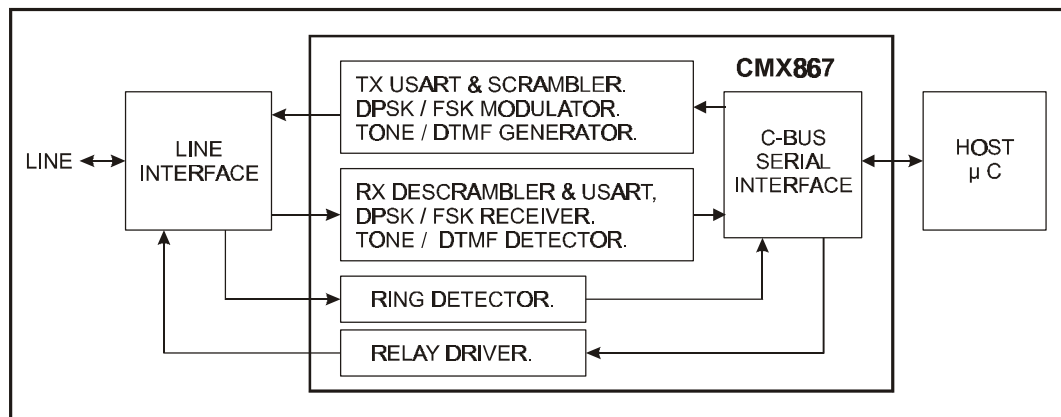 CMX867
TX USART & SCRAMBLER.
DPSK / FSK MODULATOR.
TONE / DTMF GENERATOR.
LINE
LINE
INTERFACE
C-BUS
SERIAL
INTERFACE
HOST
µ C
RX DESCRAMBLER & USART,
DPSK / FSK RECEIVER.
TONE / DTMF DETECTOR.
RING DETECTOR.
RELAY DRIVER.